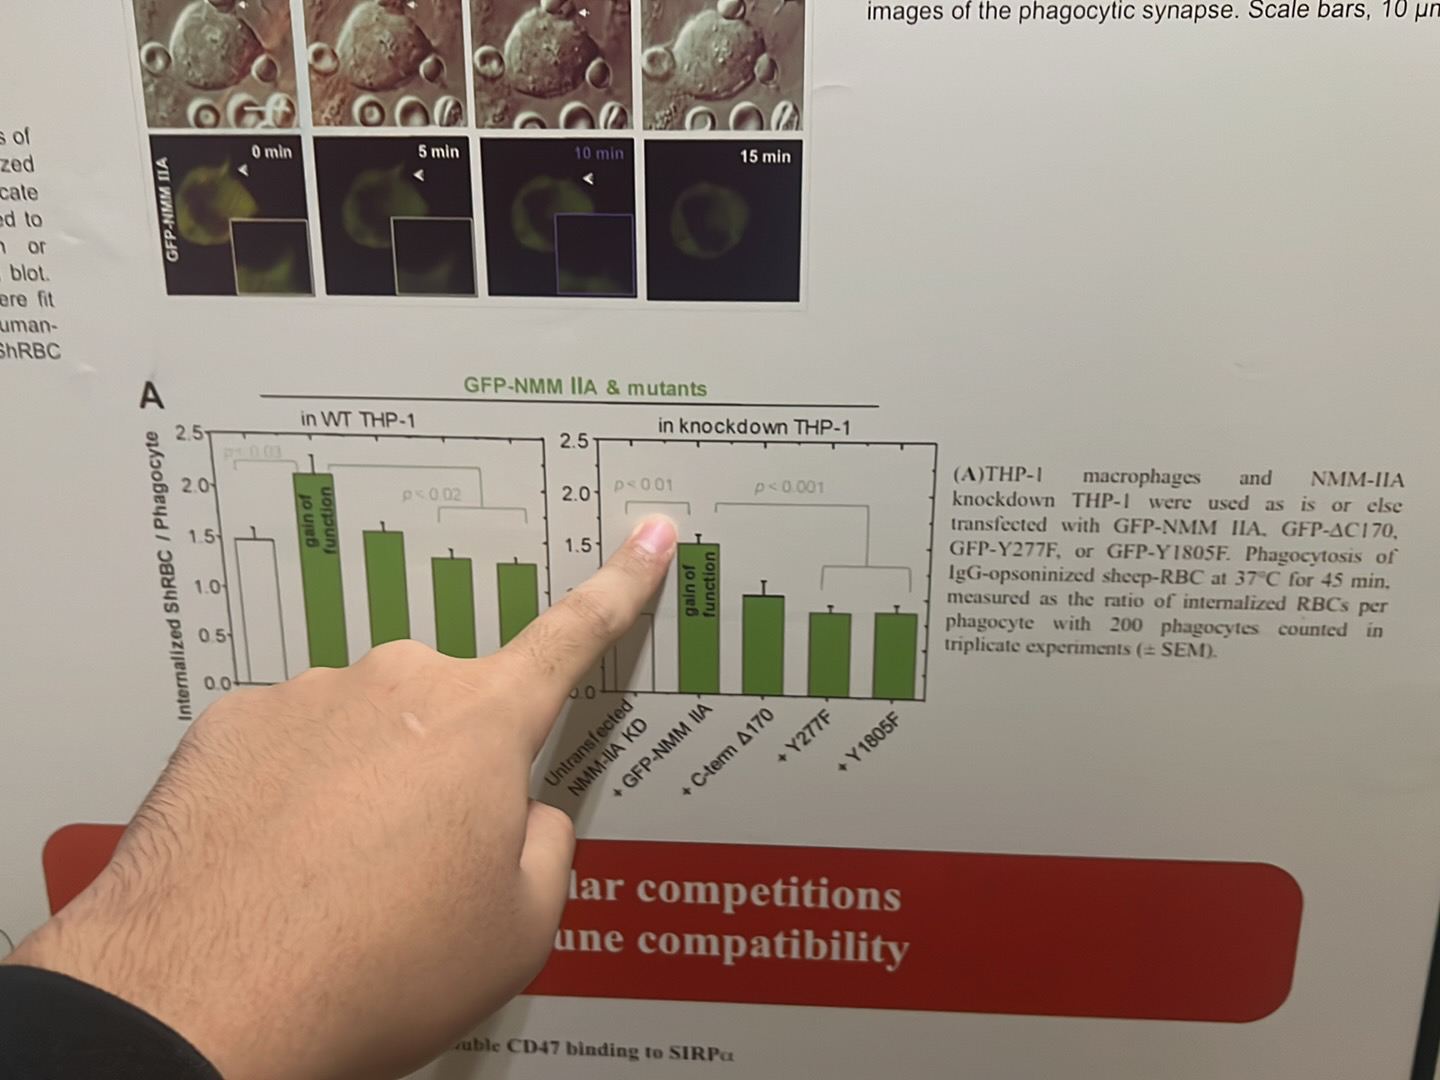 images of the phagocytic synapse. Scale bars, 10
s of
zed
cate
ed to
or
blot.
ere fit
uman-
ShRBC
GFP-NMM IIA
0 min
5 min
10 min
15 min
A
GFP-NMM IIA & mutants
in WT THP-1
in knockdown THP-1
Internalized ShRBC / Phagocyte
2.5
2.0
1.5
1.0
0.5
0.0
p< 0.03
gain of
function
p< 0.02
2.5
2.0
1.5
0.0
p< 0.01
p< 0.001
gain of
function
Untransfected
NMM-IIA KD
+ GFP-NMM IIA
+ C-term Δ170
+ Y277F
+ Y1805F
(A)THP-1 macrophages and NMM-IIA
knockdown THP-1 were used as is or else
transfected with GFP-NMM IIA, GFP-ΔC170,
GFP-Y277F, or GFP-Y1805F. Phagocytosis of
IgG-opsoninized sheep-RBC at 37°C for 45 min,
measured as the ratio of internalized RBCs per
phagocyte with 200 phagocytes counted in
triplicate experiments (± SEM).
lar competitions
une compatibility
uble CD47 binding to SIRPα